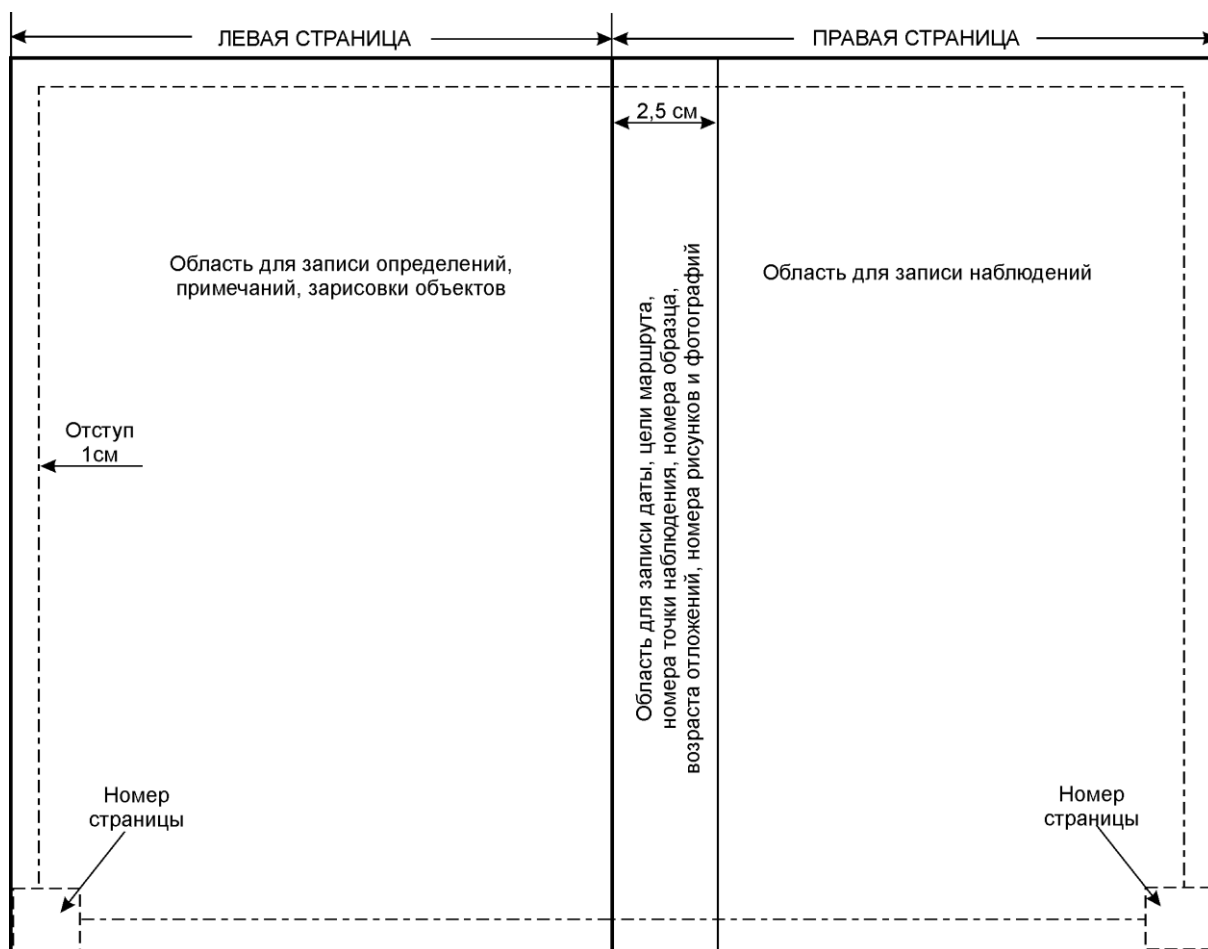 ЛЕВАЯ СТРАНИЦА
ПРАВАЯ СТРАНИЦА
2,5 см
Область для записи определений,
примечаний, зарисовки объектов
Область для записи даты, цели маршрута,
номера точки наблюдения, номера образца,
возраста отложений, номера рисунков и фотографий
Область для записи наблюдений
Отступ
1см
Номер
страницы
Номер
страницы